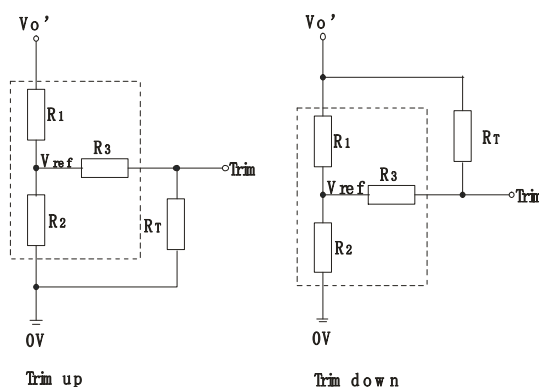 Vo'
R1
R3
Vref
Trim
R2
RT
0V
Trim up
Vo'
R1
RT
R3
Vref
Trim
R2
0V
Trim down